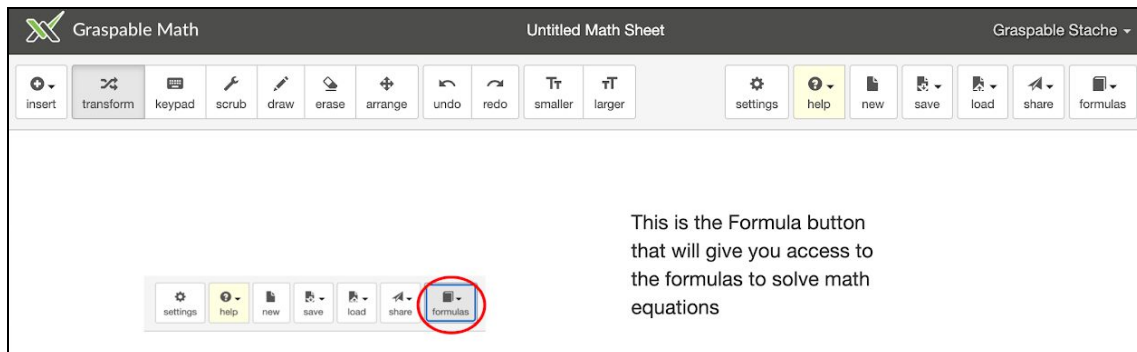 Graspable Math Untitled Math Sheet Graspable Stache
insert transform keypad scrub draw erase arrange undo redo smaller larger settings help new save load share formulas
This is the Formula button
that will give you access to
the formulas to solve math
equations
settings help new save load share formulas